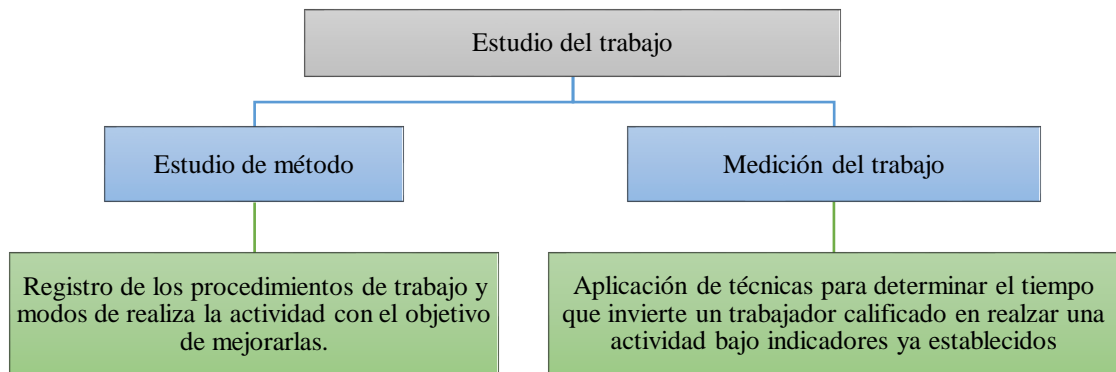 Estudio del trabajo
Estudio de método
Medición del trabajo
Registro de los procedimientos de trabajo y
modos de realiza la actividad con el objetivo
de mejorarlas.
Aplicación de técnicas para determinar el tiempo
que invierte un trabajador calificado en realzar una
actividad bajo indicadores ya establecidos